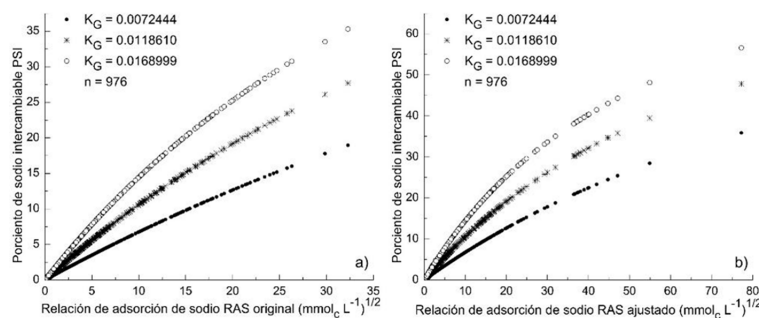 35
30
25
20
15
10
5
0
Porciento de sodio intercambiable PSI
K_G = 0.0072444
K_G = 0.0118610
K_G = 0.0168999
n = 976
a)
0 5 10 15 20 25 30 35
Relación de adsorción de sodio RAS original (mmol_c L^-1)^1/2
60
50
40
30
20
10
0
Porciento de sodio intercambiable PSI
K_G = 0.0072444
K_G = 0.0118610
K_G = 0.0168999
n = 976
b)
0 10 20 30 40 50 60 70 80
Relación de adsorción de sodio RAS ajustado (mmol_c L^-1)^1/2